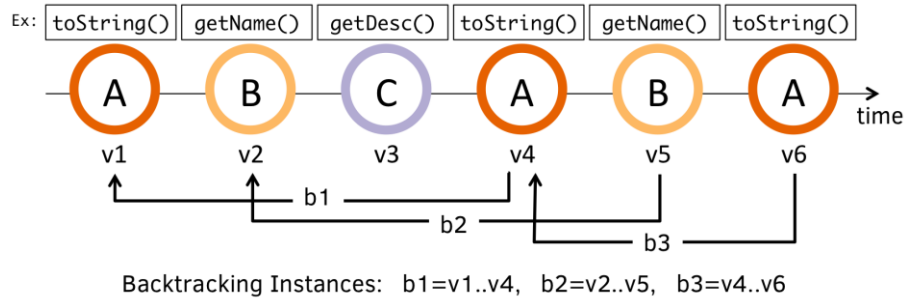 Ex: toString() getName() getDesc() toString() getName() toString()
A B C A B A
time
v1 v2 v3 v4 v5 v6
b1
b2
b3
Backtracking Instances: b1=v1..v4, b2=v2..v5, b3=v4..v6